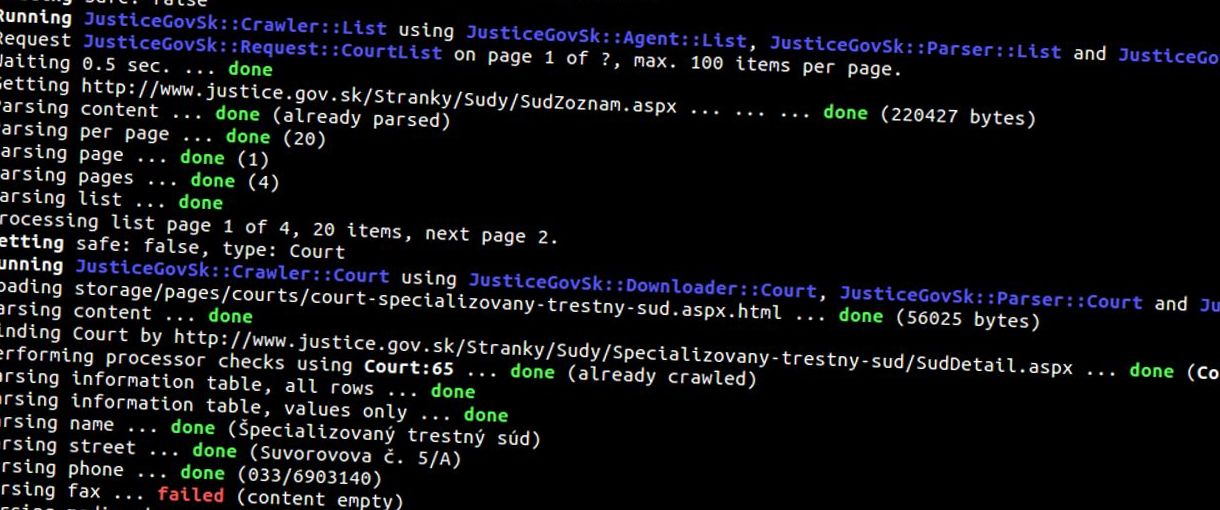 safe: false
Running JusticeGovSk::Crawler::List using JusticeGovSk::Agent::List, JusticeGovSk::Parser::List and JusticeGo
Request JusticeGovSk::Request::CourtList on page 1 of ?, max. 100 items per page.
Waiting 0.5 sec. ... done
Getting http://www.justice.gov.sk/Stranky/Sudy/SudZoznam.aspx ... ... ... done (220427 bytes)
Parsing content ... done (already parsed)
Parsing per page ... done (20)
arsing page ... done (1)
arsing pages ... done (4)
arsing list ... done
rocessing list page 1 of 4, 20 items, next page 2.
etting safe: false, type: Court
unning JusticeGovSk::Crawler::Court using JusticeGovSk::Downloader::Court, JusticeGovSk::Parser::Court and Ju
oading storage/pages/courts/court-specializovany-trestny-sud.aspx.html ... done (56025 bytes)
arsing content ... done
inding Court by http://www.justice.gov.sk/Stranky/Sudy/Specializovany-trestny-sud/SudDetail.aspx ... done (Co
erforming processor checks using Court:65 ... done (already crawled)
arsing information table, all rows ... done
arsing information table, values only ... done
rsing name ... done (Špecializovaný trestný súd)
rsing street ... done (Suvorovova č. 5/A)
rsing phone ... done (033/6903140)
rsing fax ... failed (content empty)